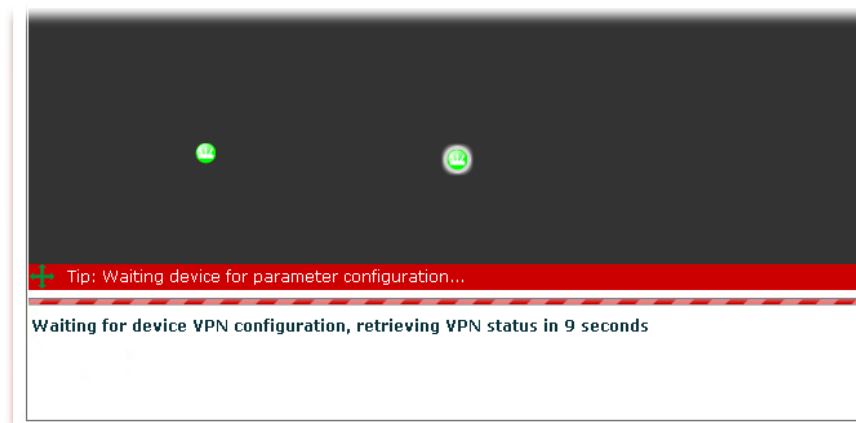 Tip: Waiting device for parameter configuration...
Waiting for device VPN configuration, retrieving VPN status in 9 seconds